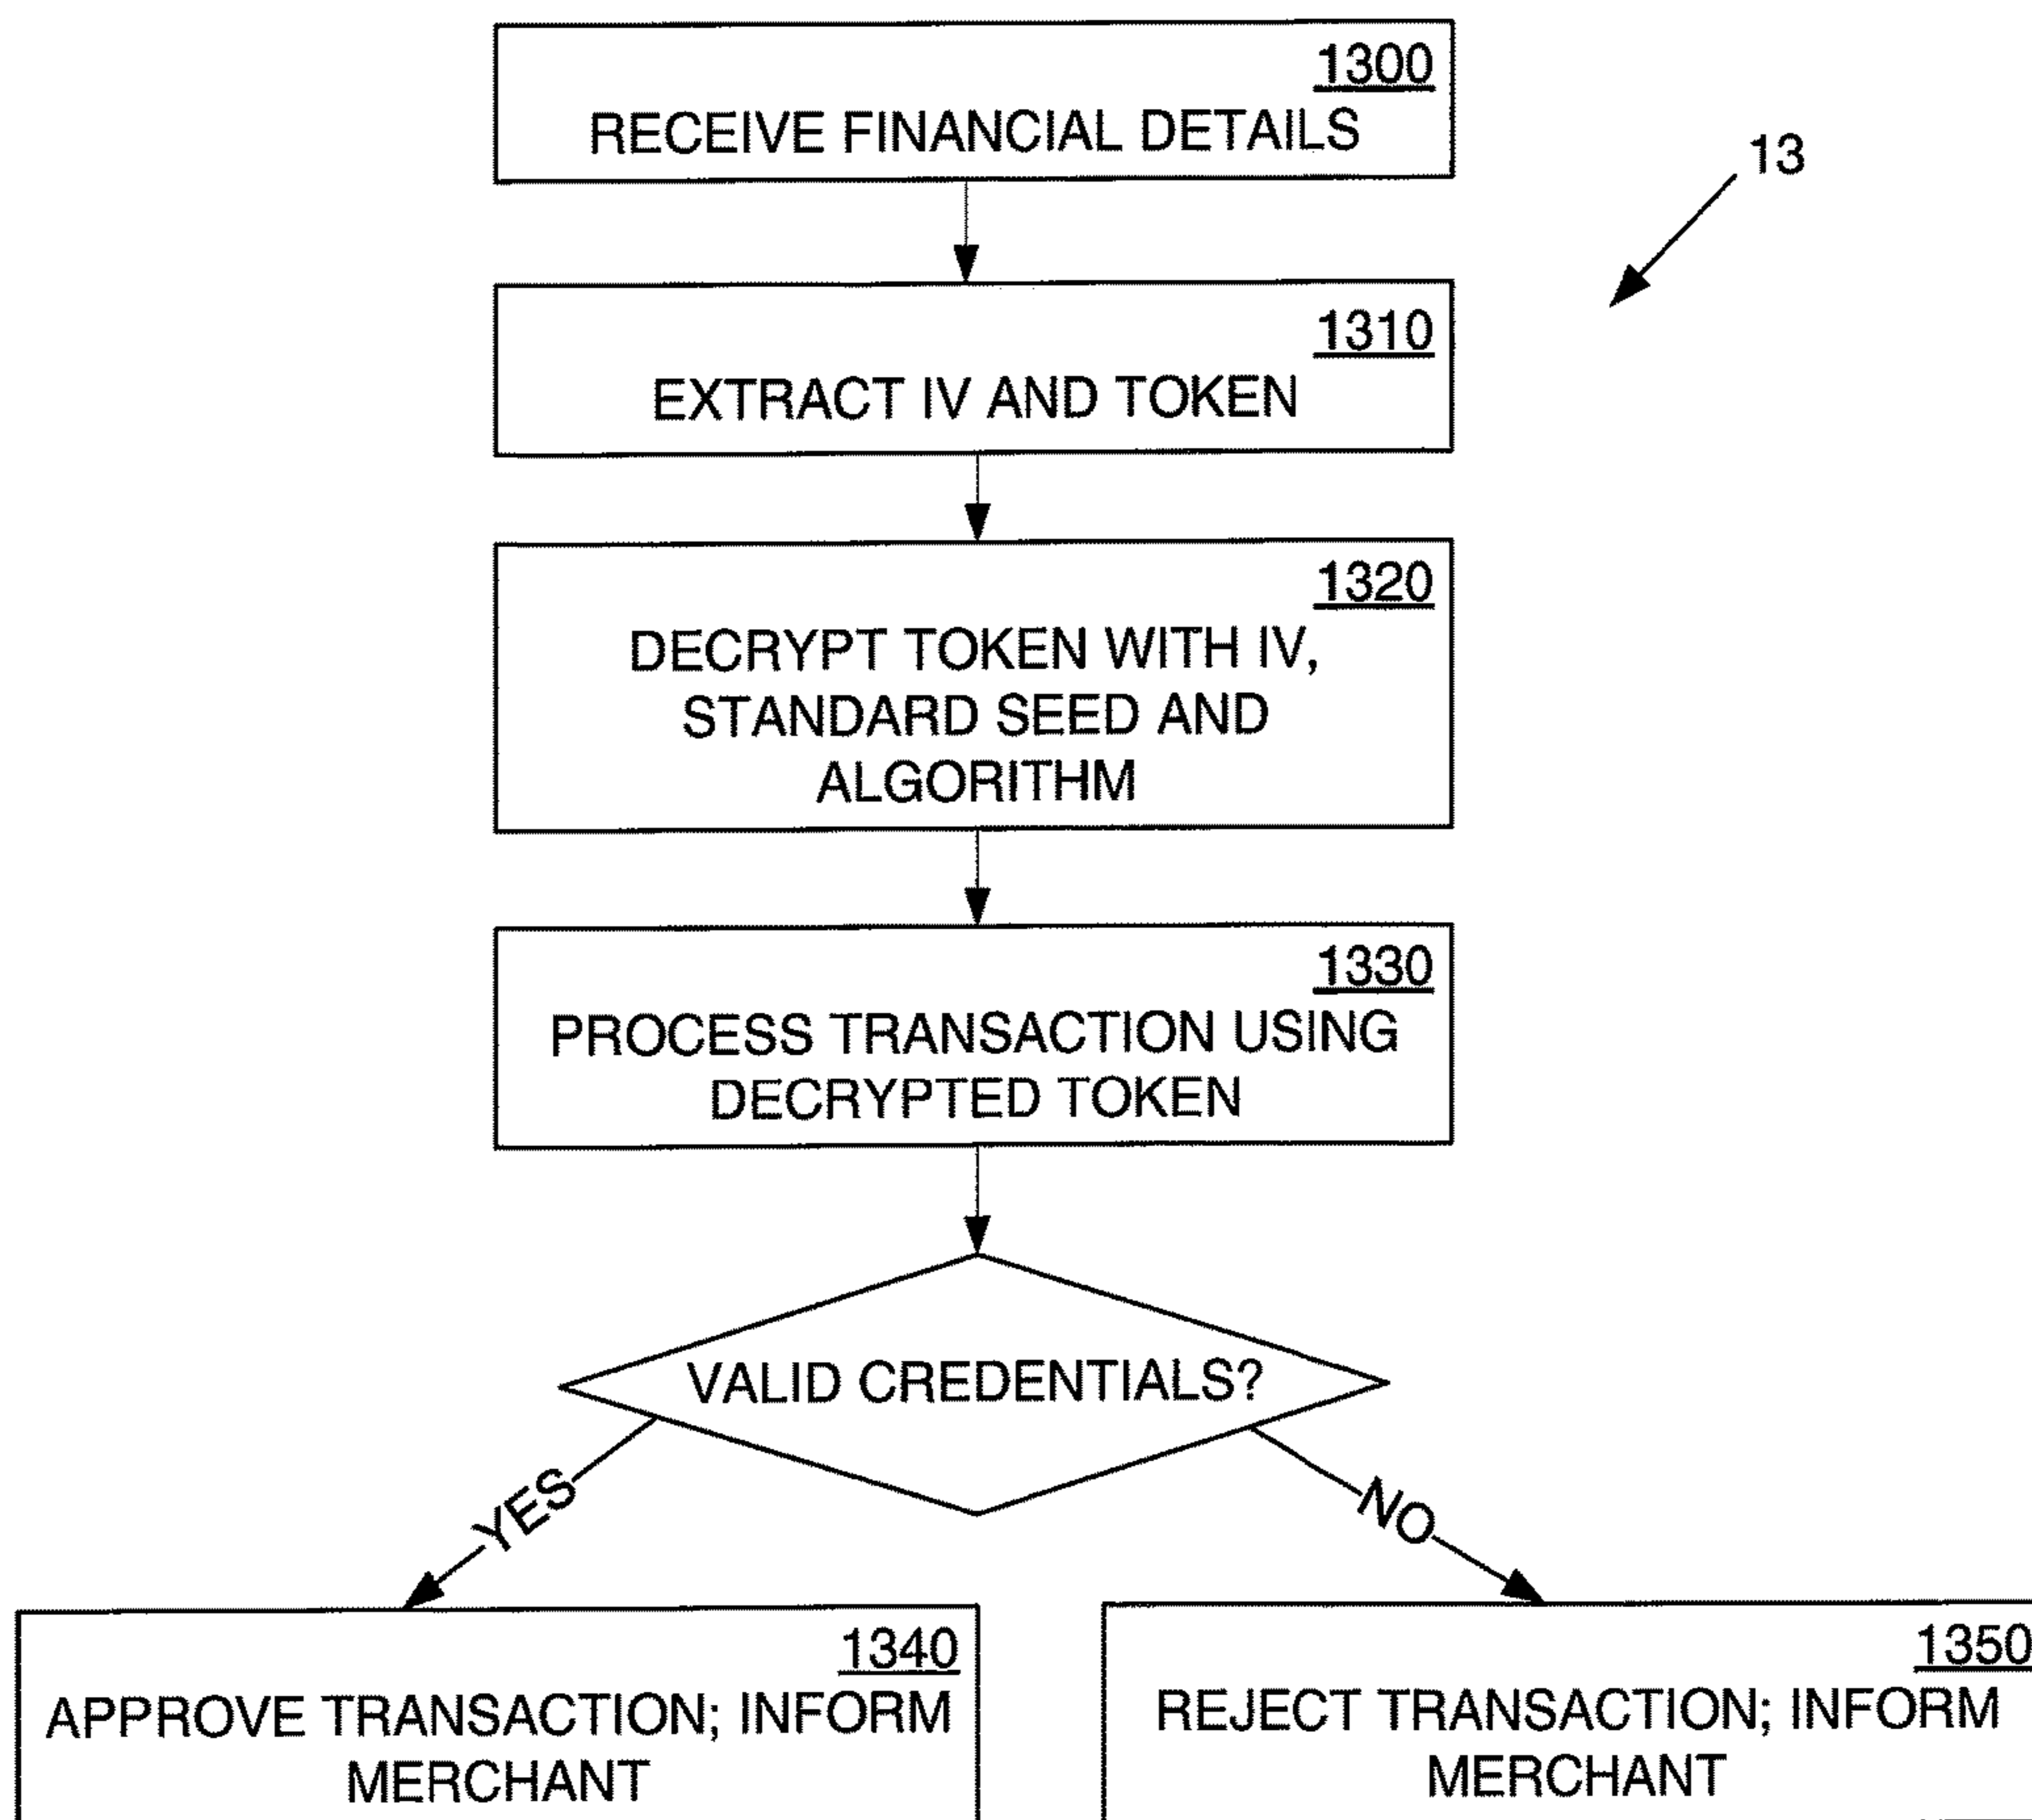 1300
RECEIVE FINANCIAL DETAILS
13
1310
EXTRACT IV AND TOKEN
1320
DECRYPT TOKEN WITH IV,
STANDARD SEED AND
ALGORITHM
1330
PROCESS TRANSACTION USING
DECRYPTED TOKEN
VALID CREDENTIALS?
YES
NO
1340
APPROVE TRANSACTION; INFORM
MERCHANT
1350
REJECT TRANSACTION; INFORM
MERCHANT